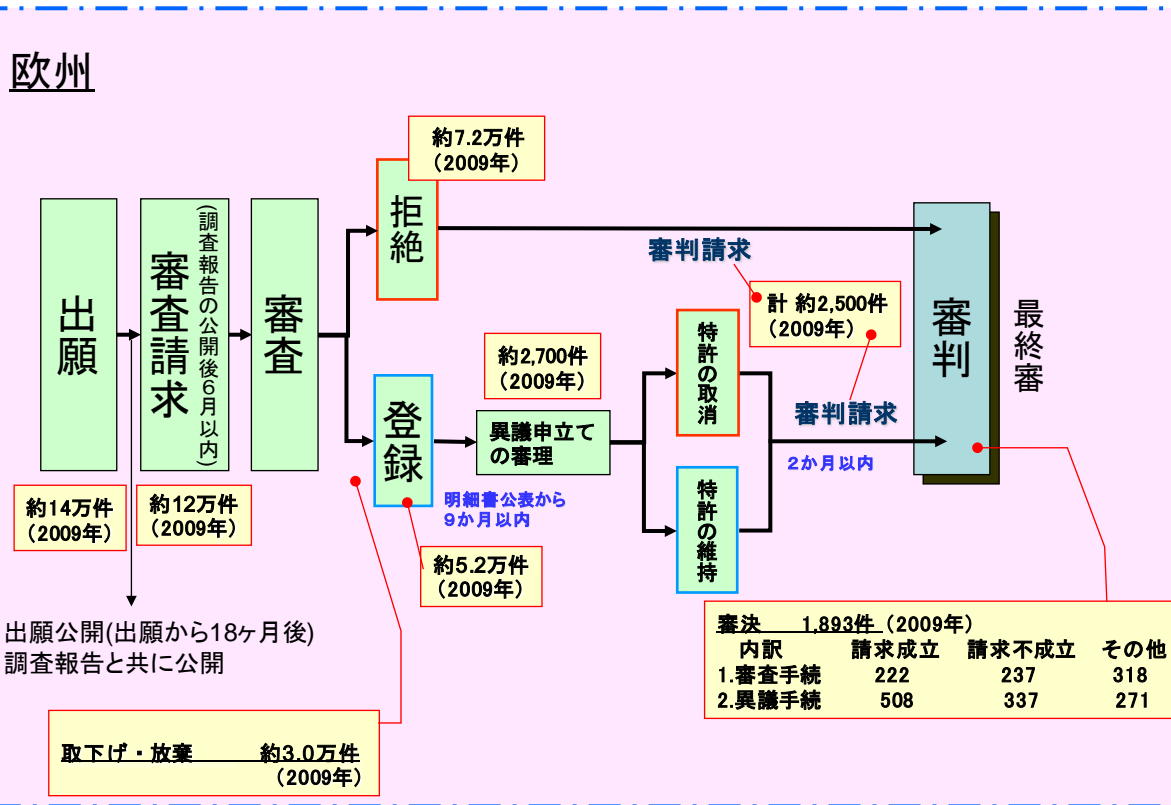 欧州
約7.2万件
（2009年）
拒絶
出願
審査請求
(調査報告の公開後６月以内)
審査
審判請求
計 約2,500件
（2009年）
審判
最終審
約2,700件
（2009年）
特許の取消
登録
異議申立て
の審理
審判請求
２か月以内
明細書公表から
９か月以内
特許の維持
約14万件
（2009年）
約12万件
（2009年）
約5.2万件
（2009年）
出願公開(出願から18ヶ月後)
調査報告と共に公開
審決　1,893件（2009年）
内訳　請求成立　請求不成立　その他
1.審査手続　222　237　318
2.異議手続　508　337　271
取下げ・放棄　約3.0万件
（2009年）